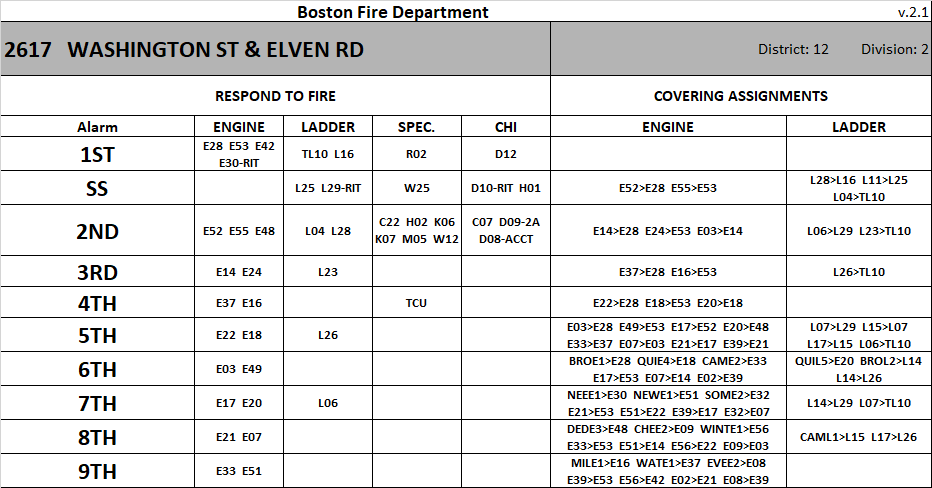 Boston Fire Department v.2.1
2617 WASHINGTON ST & ELVEN RD District: 12 Division: 2
RESPOND TO FIRE COVERING ASSIGNMENTS
Alarm ENGINE LADDER SPEC. CHI ENGINE LADDER
1ST
E28 E53 E42
E30-RIT
TL10 L16
R02
D12
SS
L25 L29-RIT
W25
D10-RIT H01
E52>E28 E55>E53
L28>L16 L11>L25
L04>TL10
2ND
E52 E55 E48
L04 L28
C22 H02 K06
K07 M05 W12
C07 D09-2A
D08-ACCT
E14>E28 E24>E53 E03>E14
L06>L29 L23>TL10
3RD
E14 E24
L23
E37>E28 E16>E53
L26>TL10
4TH
E37 E16
TCU
E22>E28 E18>E53 E20>E18
5TH
E22 E18
L26
E03>E28 E49>E53 E17>E52 E20>E48
E33>E37 E07>E03 E21>E17 E39>E21
L07>L29 L15>L07
L17>L15 L06>TL10
6TH
E03 E49
BROE1>E28 QUIE4>E18 CAME2>E33
E17>E53 E07>E14 E02>E39
QUIL5>E20 BROL2>L14
L14>L26
7TH
E17 E20
L06
NEEE1>E30 NEWE1>E51 SOME2>E32
E21>E53 E51>E22 E39>E17 E32>E07
L14>L29 L07>TL10
8TH
E21 E07
DEDE3>E48 CHEE2>E09 WINTE1>E56
E33>E53 E51>E14 E56>E22 E09>E03
CAML1>L15 L17>L26
9TH
E33 E51
MILE1>E16 WATE1>E37 EVEE2>E08
E39>E53 E56>E42 E02>E21 E08>E39